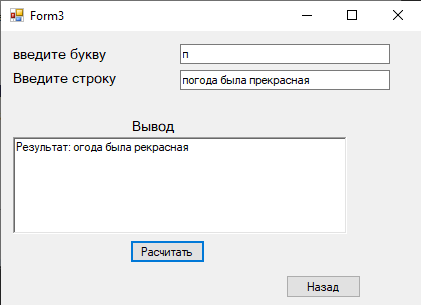 Form3
введите букву
п
Введите строку
погода была прекрасная
Вывод
Результат: огода была рекрасная
Расчитать
Назад